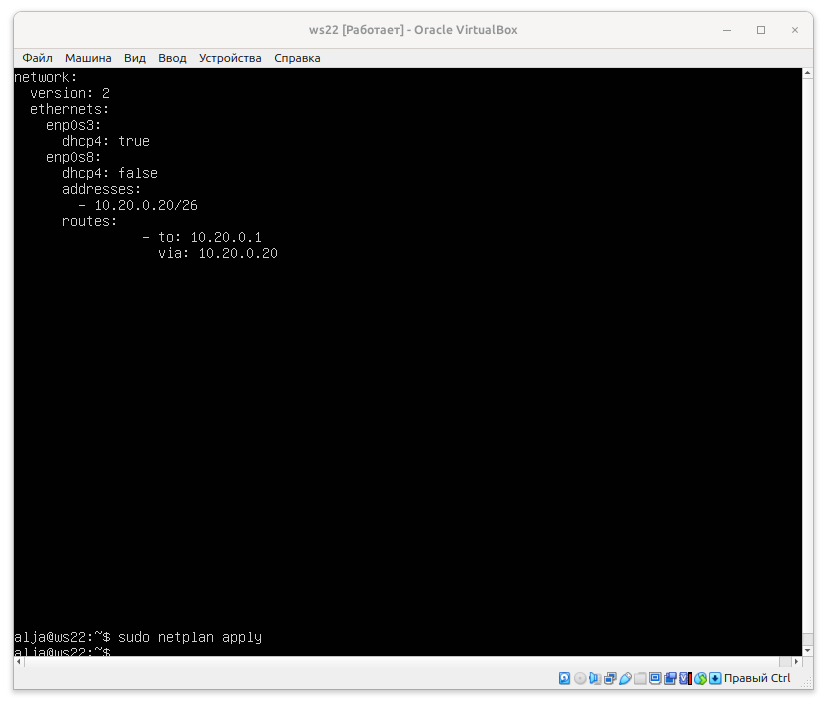 ws22 [Работает] - Oracle VirtualBox
Файл Машина Вид Ввод Устройства Справка
network:
  version: 2
  ethernets:
    enp0s3:
      dhcp4: true
    enp0s8:
      dhcp4: false
      addresses:
        - 10.20.0.20/26
      routes:
                - to: 10.20.0.1
                  via: 10.20.0.20
alja@ws22:~$ sudo netplan apply
alja@ws22:~$
Правый Ctrl